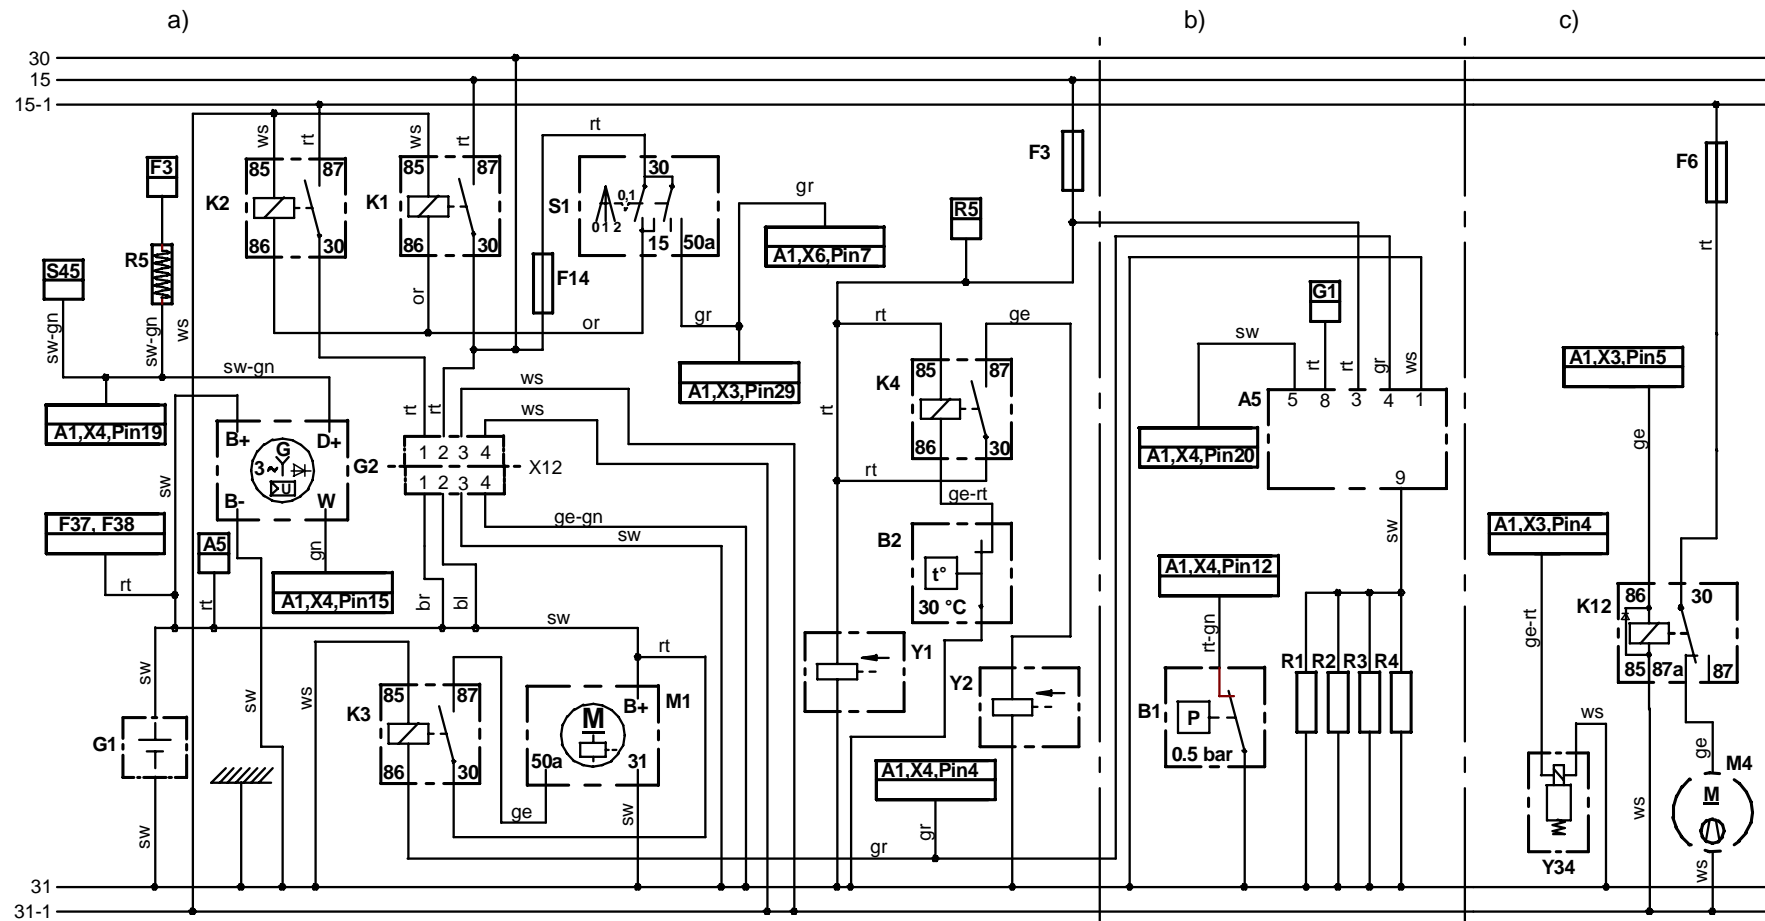 a)
b)
c)
30
15
15-1
ws
rt
ws
rt
rt
F3
85
87
K2
86
30
85
87
K1
86
30
30
S1
0,1
0 1 2
15
50a
gr
A1,X6,Pin7
R5
F3
F6
rt
S45
R5
sw-gn
sw-gn
ws
or
or
F14
gr
G1
sw
rt
rt
gr
ws
A1,X3,Pin5
sw-gn
A1,X4,Pin19
rt
rt
ws
ws
A1,X3,Pin29
rt
ge
85
87
K4
86
30
rt
rt
A5
5
8
3
4
1
9
A1,X4,Pin20
ge
B+
D+
G
3~
U
B-
W
G2
1
2
3
4
X12
1
2
3
4
sw
ge-gn
sw
ge-rt
sw
F37, F38
A5
gn
A1,X4,Pin15
rt
rt
br
bl
sw
B2
t°
30 °C
A1,X4,Pin12
rt-gn
A1,X3,Pin4
ge-rt
86
30
K12
85
87a
87
sw
sw
ws
rt
85
87
K3
86
30
B+
M1
M
50a
31
ge
sw
Y1
Y2
R1
R2
R3
R4
B1
P
0.5 bar
ws
ge
M4
M
G1
sw
A1,X4,Pin4
gr
gr
Y34
ws
ws
31
31-1